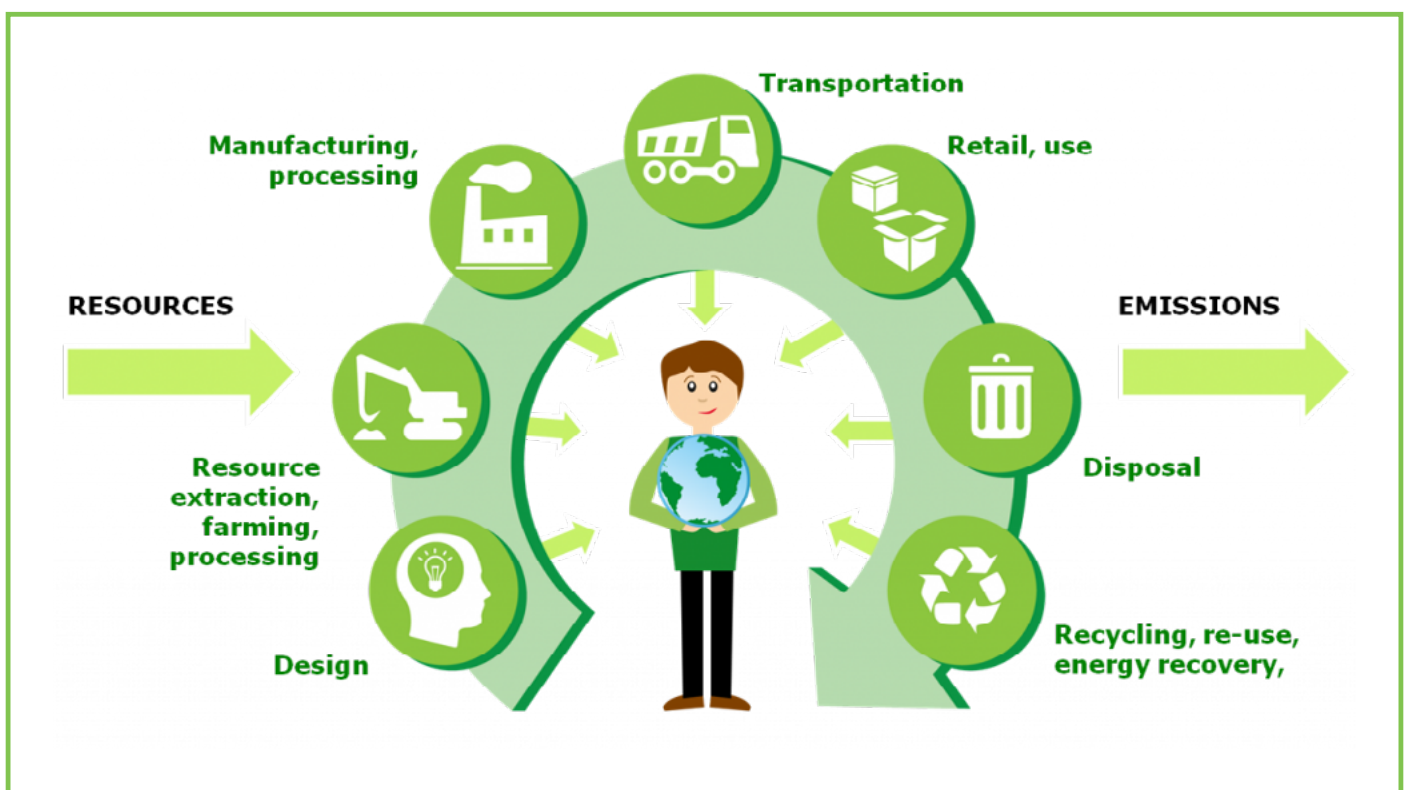 Transportation
Manufacturing,
processing
Retail, use
RESOURCES
EMISSIONS
Resource
extraction,
farming,
processing
Disposal
Design
Recycling, re-use,
energy recovery,